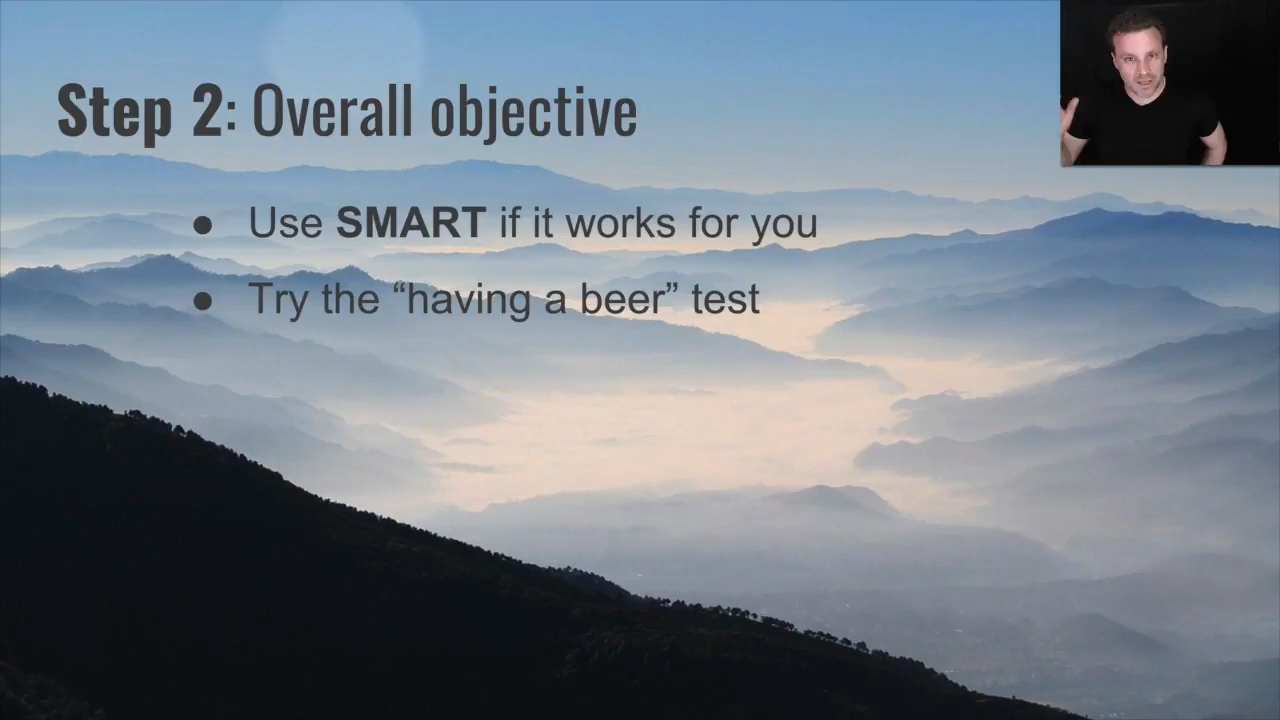 Step 2: Overall objective
● Use SMART if it works for you
● Try the “having a beer” test